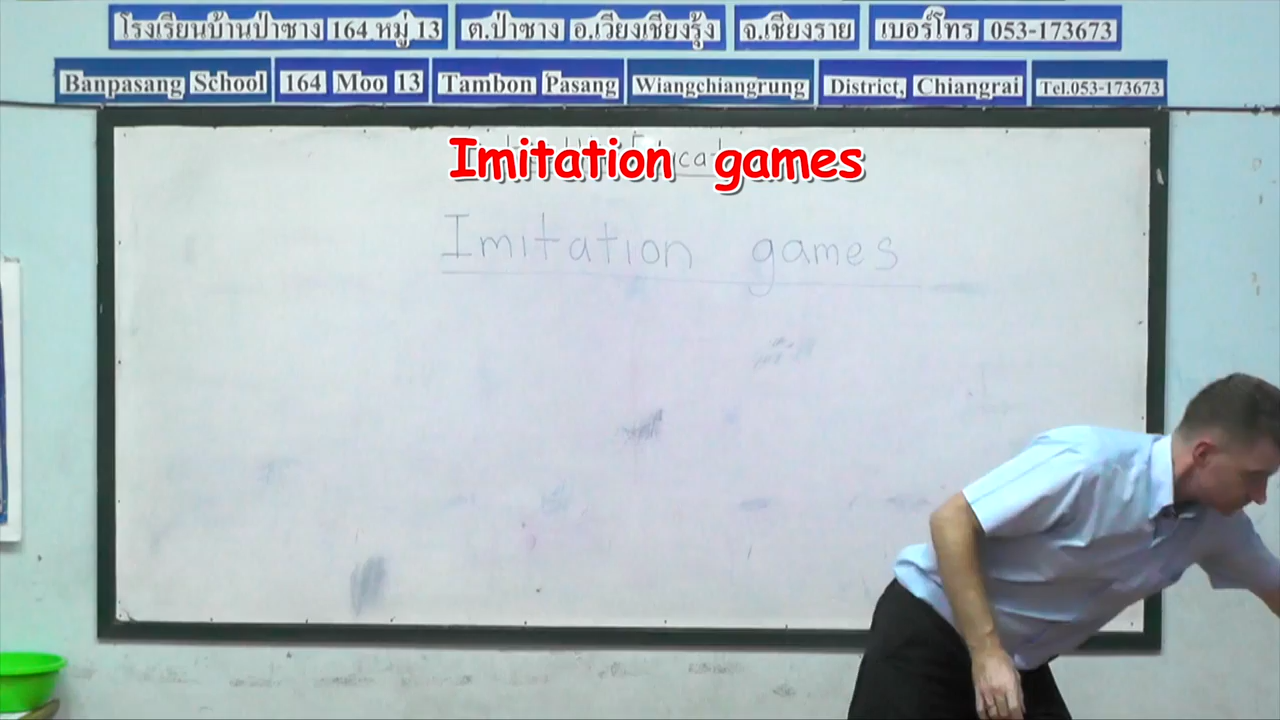 โรงเรียนบ้านป่าซาง 164 หมู่ 13 ต.ป่าซาง อ.เวียงเชียงรุ้ง จ.เชียงราย เบอร์โทร 053-173673
Banpasang School 164 Moo 13 Tambon Pasang Wiangchiangrung District, Chiangrai Tel.053-173673
Imitation games
Imitation games